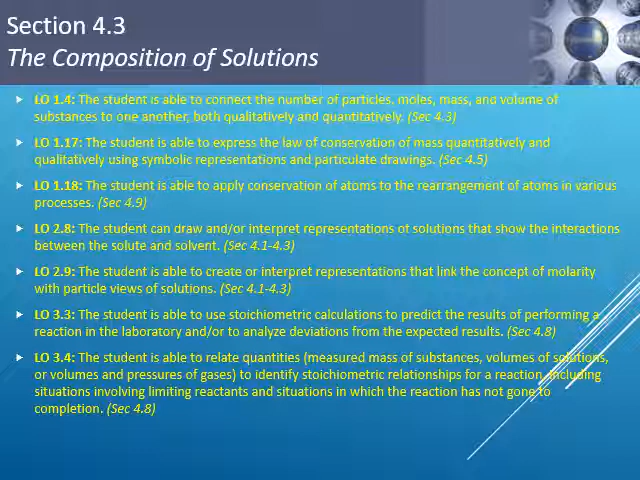 Section 4.3
The Composition of Solutions
LO 1.4: The student is able to connect the number of particles, moles, mass, and volume of
substances to one another, both qualitatively and quantitatively. (Sec 4.3)
LO 1.17: The student is able to express the law of conservation of mass quantitatively and
qualitatively using symbolic representations and particulate drawings. (Sec 4.5)
LO 1.18: The student is able to apply conservation of atoms to the rearrangement of atoms in various
processes. (Sec 4.9)
LO 2.8: The student can draw and/or interpret representations of solutions that show the interactions
between the solute and solvent. (Sec 4.1-4.3)
LO 2.9: The student is able to create or interpret representations that link the concept of molarity
with particle views of solutions. (Sec 4.1-4.3)
LO 3.3: The student is able to use stoichiometric calculations to predict the results of performing a
reaction in the laboratory and/or to analyze deviations from the expected results. (Sec 4.8)
LO 3.4: The student is able to relate quantities (measured mass of substances, volumes of solutions,
or volumes and pressures of gases) to identify stoichiometric relationships for a reaction, including
situations involving limiting reactants and situations in which the reaction has not gone to
completion. (Sec 4.8)